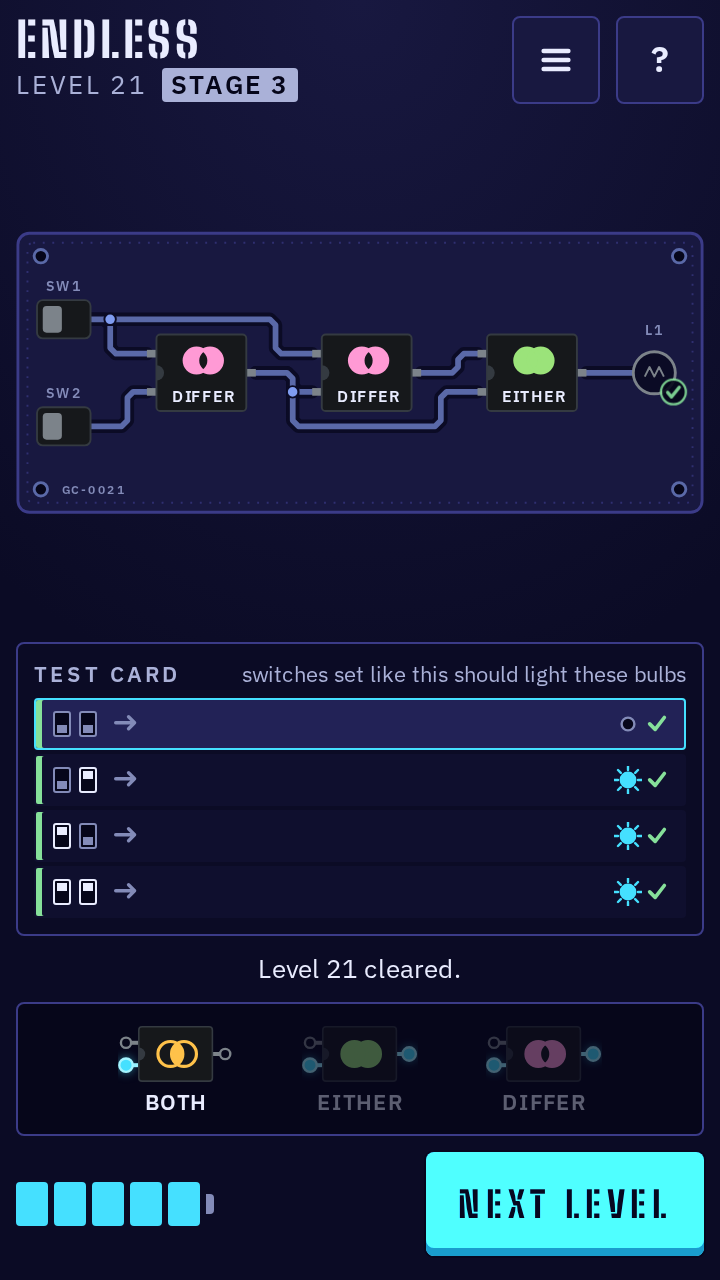 ENDLESS
LEVEL 21 STAGE 3
?
SW1
L1
SW2
DIFFER DIFFER EITHER
GC-0021
TEST CARD switches set like this should light these bulbs
Level 21 cleared.
BOTH EITHER DIFFER
NEXT LEVEL